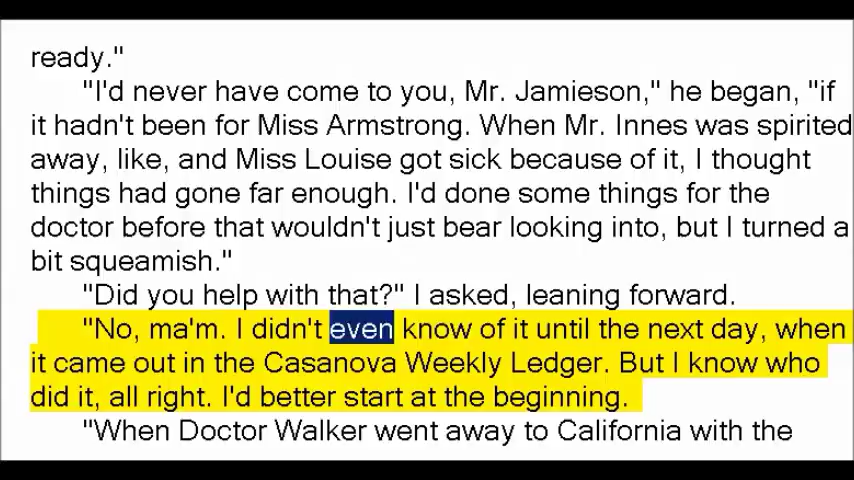 ready."
"I'd never have come to you, Mr. Jamieson," he began, "if
it hadn't been for Miss Armstrong. When Mr. Innes was spirited
away, like, and Miss Louise got sick because of it, I thought
things had gone far enough. I'd done some things for the
doctor before that wouldn't just bear looking into, but I turned a
bit squeamish."
"Did you help with that?" I asked, leaning forward.
"No, ma'm. I didn't even know of it until the next day, when
it came out in the Casanova Weekly Ledger. But I know who
did it, all right. I'd better start at the beginning.
"When Doctor Walker went away to California with the